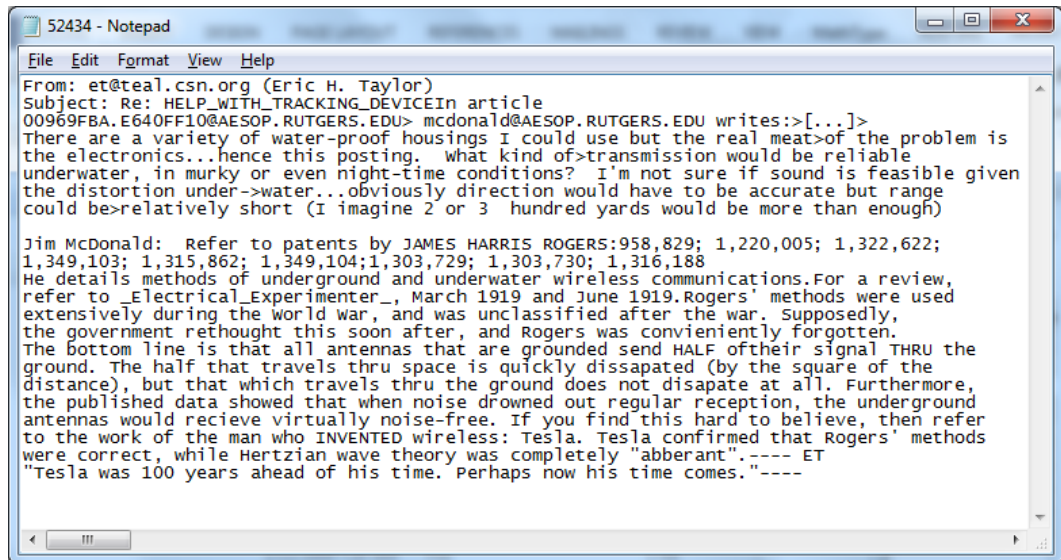 52434 - Notepad
File Edit Format View Help
From: et@teal.csn.org (Eric H. Taylor)
Subject: Re: HELP_WITH_TRACKING_DEVICEIn article
00969FBA.E640FF10@AESOP.RUTGERS.EDU> mcdonald@AESOP.RUTGERS.EDU writes:>[...]>
There are a variety of water-proof housings I could use but the real meat>of the problem is
the electronics...hence this posting.  What kind of>transmission would be reliable
underwater, in murky or even night-time conditions?  I'm not sure if sound is feasible given
the distortion under->water...obviously direction would have to be accurate but range
could be>relatively short (I imagine 2 or 3  hundred yards would be more than enough)
Jim McDonald:  Refer to patents by JAMES HARRIS ROGERS:958,829; 1,220,005; 1,322,622;
1,349,103; 1,315,862; 1,349,104;1,303,729; 1,303,730; 1,316,188
He details methods of underground and underwater wireless communications.For a review,
refer to _Electrical_Experimenter_, March 1919 and June 1919.Rogers' methods were used
extensively during the World War, and was unclassified after the war. Supposedly,
the government rethought this soon after, and Rogers was convieniently forgotten.
The bottom line is that all antennas that are grounded send HALF oftheir signal THRU the
ground. The half that travels thru space is quickly dissapated (by the square of the
distance), but that which travels thru the ground does not disapate at all. Furthermore,
the published data showed that when noise drowned out regular reception, the underground
antennas would recieve virtually noise-free. If you find this hard to believe, then refer
to the work of the man who INVENTED wireless: Tesla. Tesla confirmed that Rogers' methods
were correct, while Hertzian wave theory was completely "abberant".---- ET
"Tesla was 100 years ahead of his time. Perhaps now his time comes."----